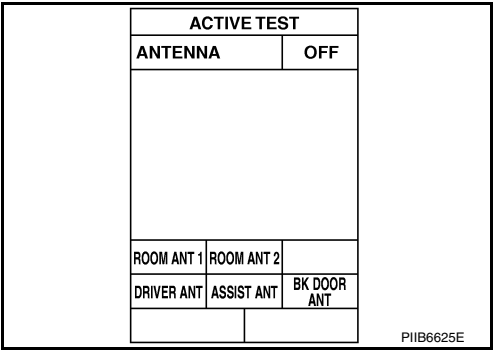 ACTIVE TEST
ANTENNA OFF
ROOM ANT 1 ROOM ANT 2
DRIVER ANT ASSIST ANT BK DOOR
ANT
PIIB6625E